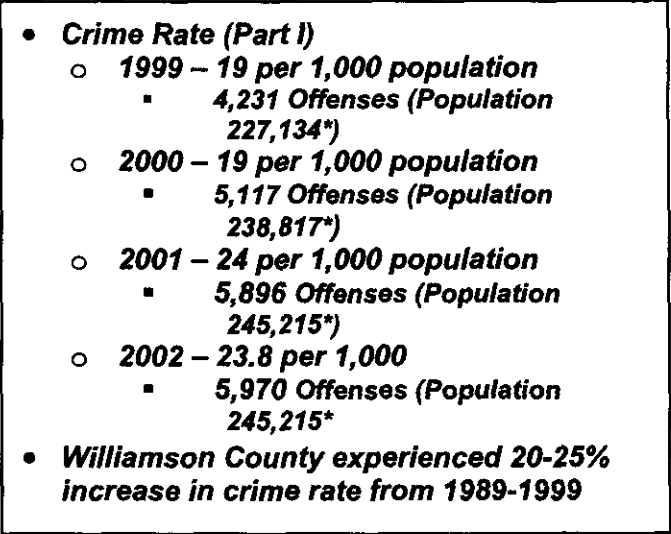 • Crime Rate (Part I)
o 1999 – 19 per 1,000 population
▪ 4,231 Offenses (Population
227,134*)
o 2000 – 19 per 1,000 population
▪ 5,117 Offenses (Population
238,817*)
o 2001 – 24 per 1,000 population
▪ 5,896 Offenses (Population
245,215*)
o 2002 – 23.8 per 1,000
▪ 5,970 Offenses (Population
245,215*
• Williamson County experienced 20-25%
increase in crime rate from 1989-1999